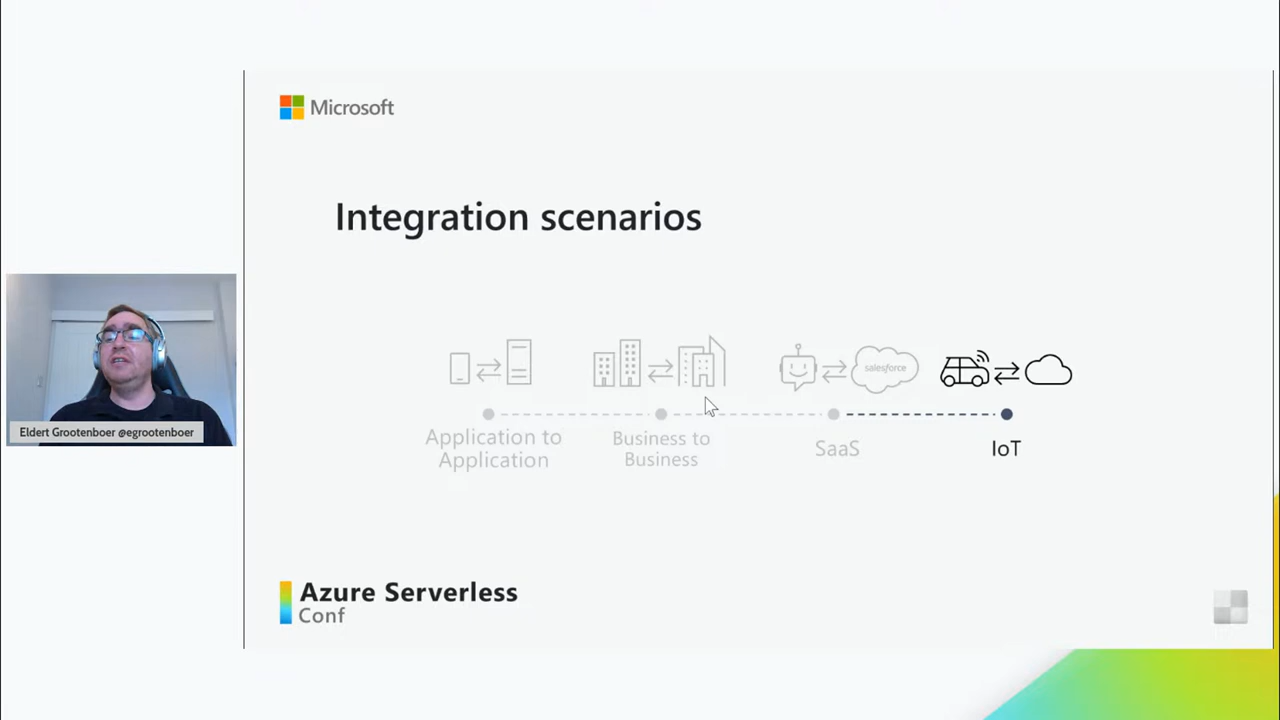 Microsoft
Integration scenarios
salesforce
Application to
Application
Business to
Business
SaaS
IoT
Eldert Grootenboer @egrootenboer
Azure Serverless
Conf